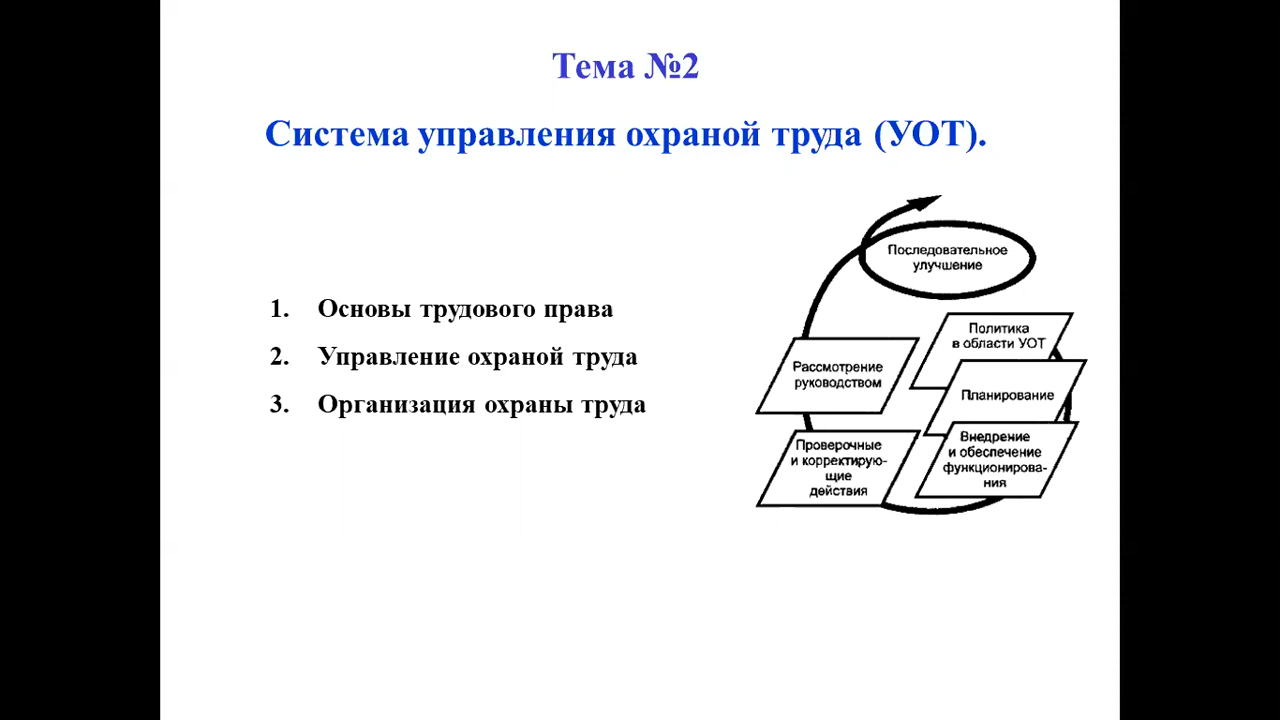 Тема №2
Система управления охраной труда (УОТ).
1. Основы трудового права
2. Управление охраной труда
3. Организация охраны труда
Последовательное
улучшение
Политика
в области УОТ
Планирование
Внедрение
и обеспечение
функционирова-
ния
Проверочные
и корректирую-
щие
действия
Рассмотрение
руководством